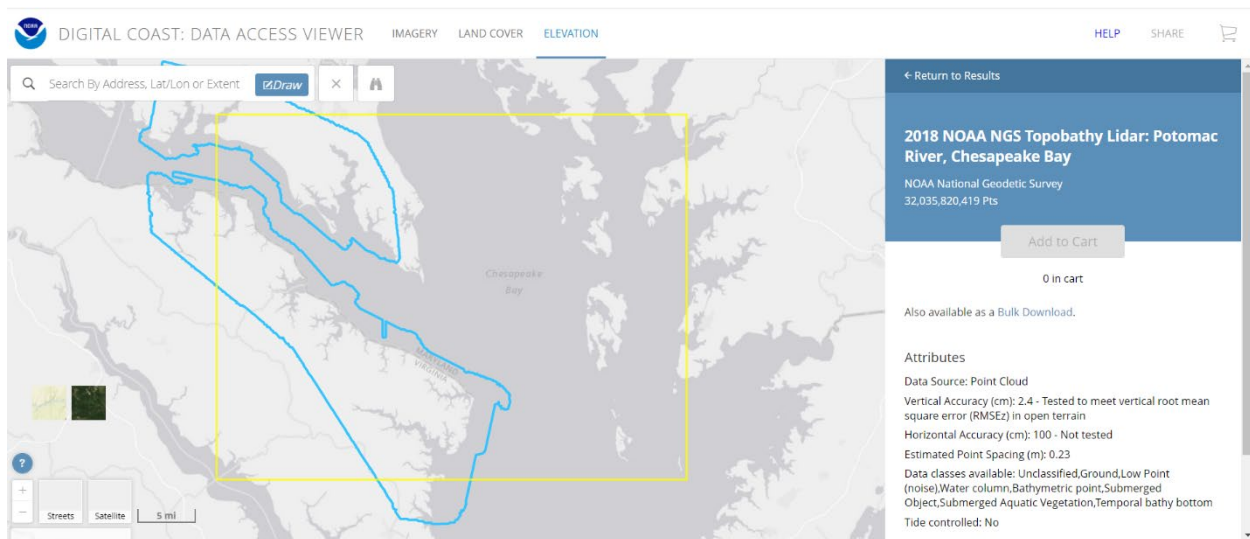 DIGITAL COAST: DATA ACCESS VIEWER
IMAGERY
LAND COVER
ELEVATION
HELP
SHARE
Search By Address, Lat/Lon or Extent
Draw
Chesapeake
Bay
MARYLAND
VIRGINIA
?
+
−
Streets
Satellite
5 mi
← Return to Results
2018 NOAA NGS Topobathy Lidar: Potomac
River, Chesapeake Bay
NOAA National Geodetic Survey
32,035,820,419 Pts
Add to Cart
0 in cart
Also available as a Bulk Download.
Attributes
Data Source: Point Cloud
Vertical Accuracy (cm): 2.4 - Tested to meet vertical root mean
square error (RMSEz) in open terrain
Horizontal Accuracy (cm): 100 - Not tested
Estimated Point Spacing (m): 0.23
Data classes available: Unclassified,Ground,Low Point
(noise),Water column,Bathymetric point,Submerged
Object,Submerged Aquatic Vegetation,Temporal bathy bottom
Tide controlled: No